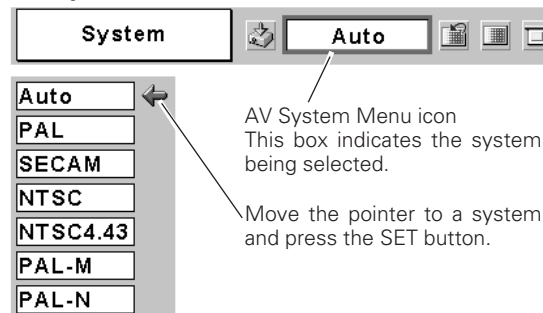 System
Auto
Auto
PAL
SECAM
NTSC
NTSC4.43
PAL-M
PAL-N
AV System Menu icon
This box indicates the system
being selected.
Move the pointer to a system
and press the SET button.